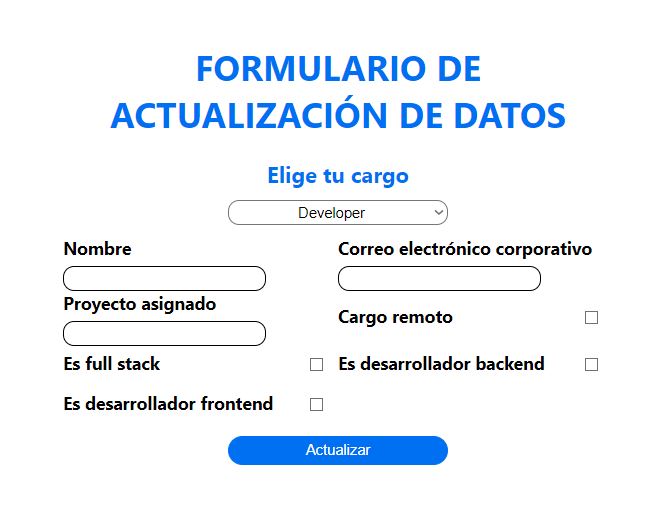 FORMULARIO DE
ACTUALIZACIÓN DE DATOS
Elige tu cargo
Developer
Nombre
Correo electrónico corporativo
Proyecto asignado
Cargo remoto
Es full stack
Es desarrollador backend
Es desarrollador frontend
Actualizar